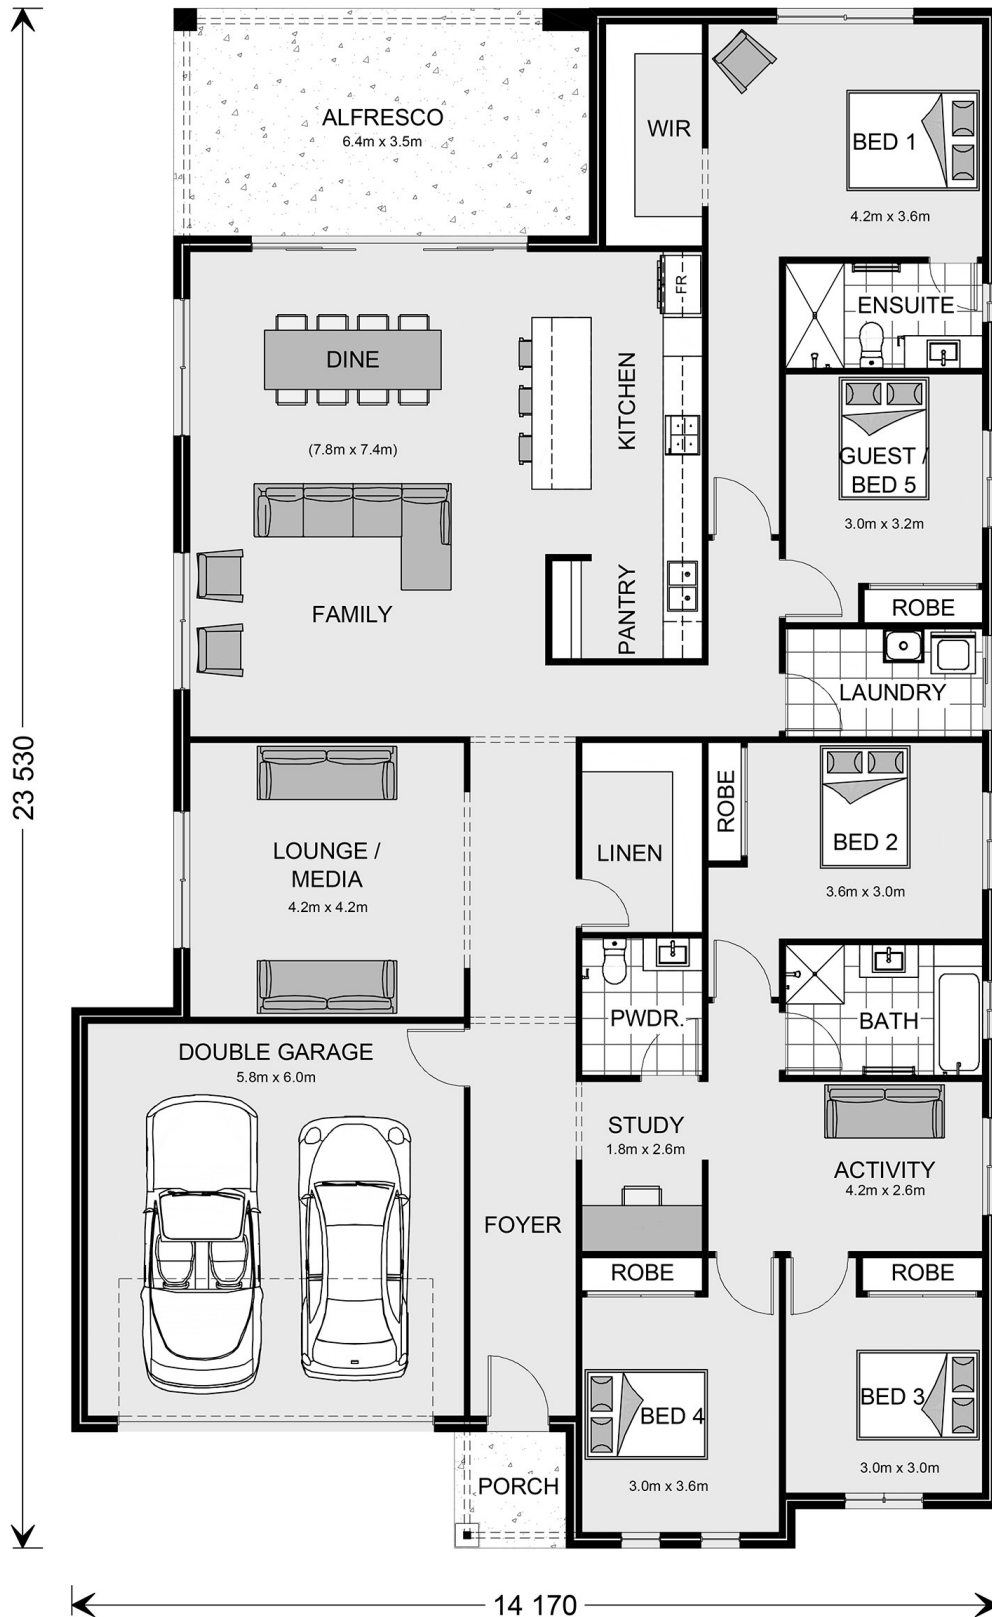 ALFRESCO
6.4m x 3.5m
WIR
BED 1
4.2m x 3.6m
FR
ENSUITE
DINE
(7.8m x 7.4m)
KITCHEN
GUEST /
BED 5
3.0m x 3.2m
ROBE
FAMILY
PANTRY
LAUNDRY
23 530
LOUNGE /
MEDIA
4.2m x 4.2m
LINEN
ROBE
BED 2
3.6m x 3.0m
PWDR.
BATH
DOUBLE GARAGE
5.8m x 6.0m
STUDY
1.8m x 2.6m
ACTIVITY
4.2m x 2.6m
FOYER
ROBE
ROBE
BED 4
3.0m x 3.6m
BED 3
3.0m x 3.0m
PORCH
14 170